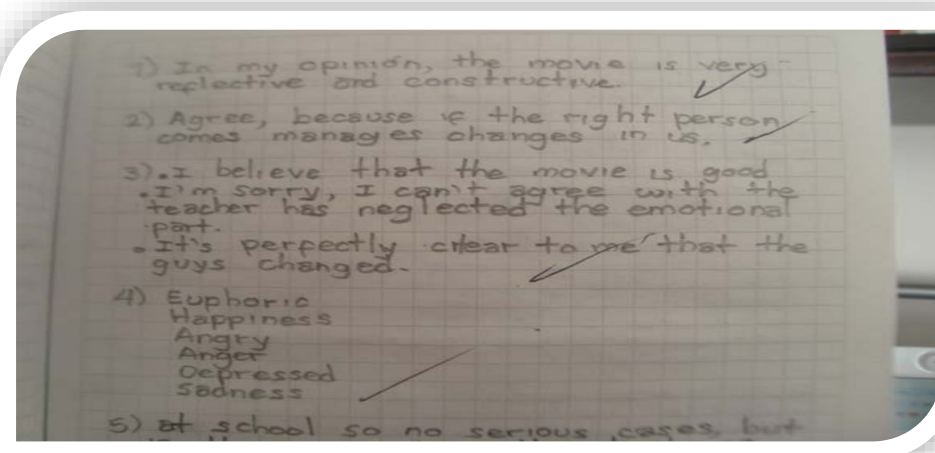 1) In my opinión, the movie is very
reflective and constructive.
2) Agree, because if the right person
comes manages changes in us.
3).I believe that the movie is good
.I'm sorry, I can't agree with the
teacher has neglected the emotional
part.
.It's perfectly clear to me that the
guys changed.
4) Euphoric
Happiness
Angry
Anger
Depressed
Sadness
5) at school so no serious cases, but